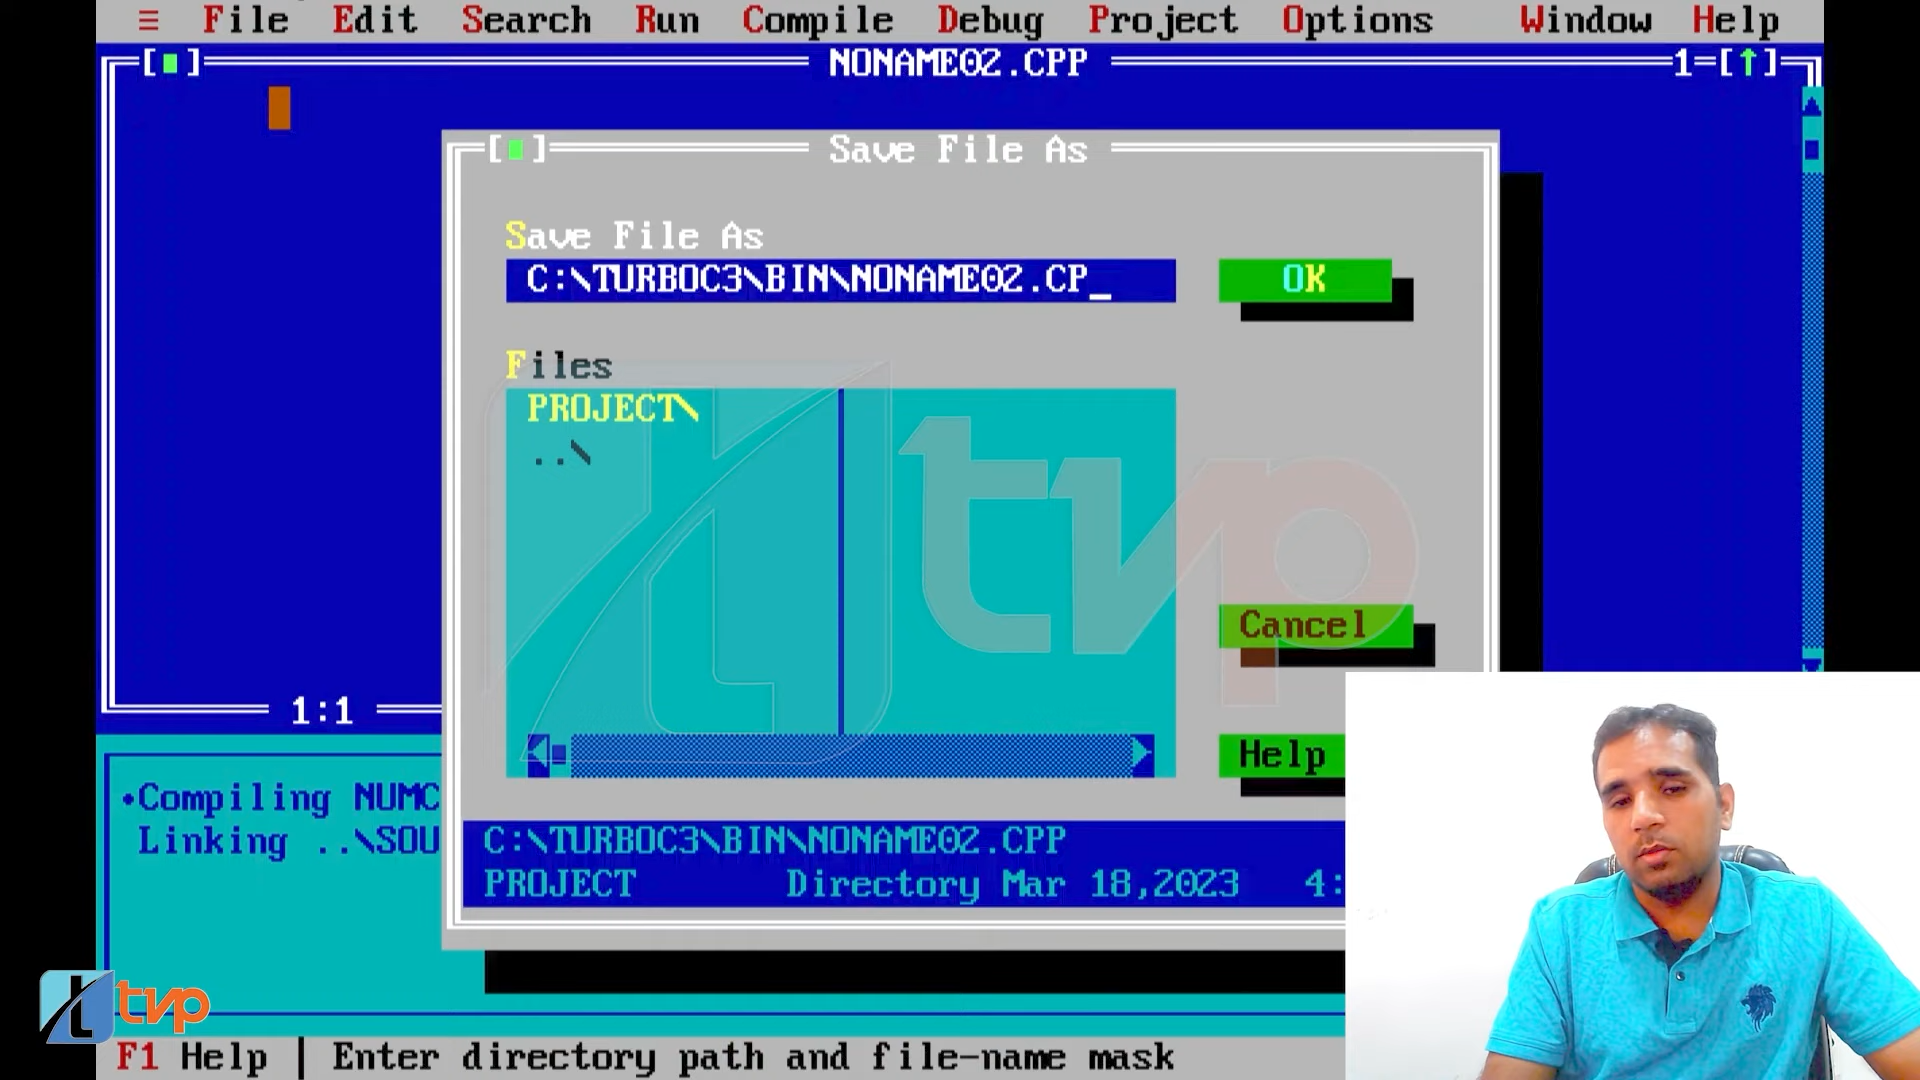 ≡ File Edit Search Run Compile Debug Project Options Window Help
NONAME02.CPP
1=[↑]
Save File As
Save File As
C:\TURBOC3\BIN\NONAME02.CP_
OK
Files
PROJECT\
..\
tvp
Cancel
1:1
Help
•Compiling NUMC
Linking ..\SOU
C:\TURBOC3\BIN\NONAME02.CPP
PROJECT Directory Mar 18,2023 4:
tvp
F1 Help | Enter directory path and file-name mask